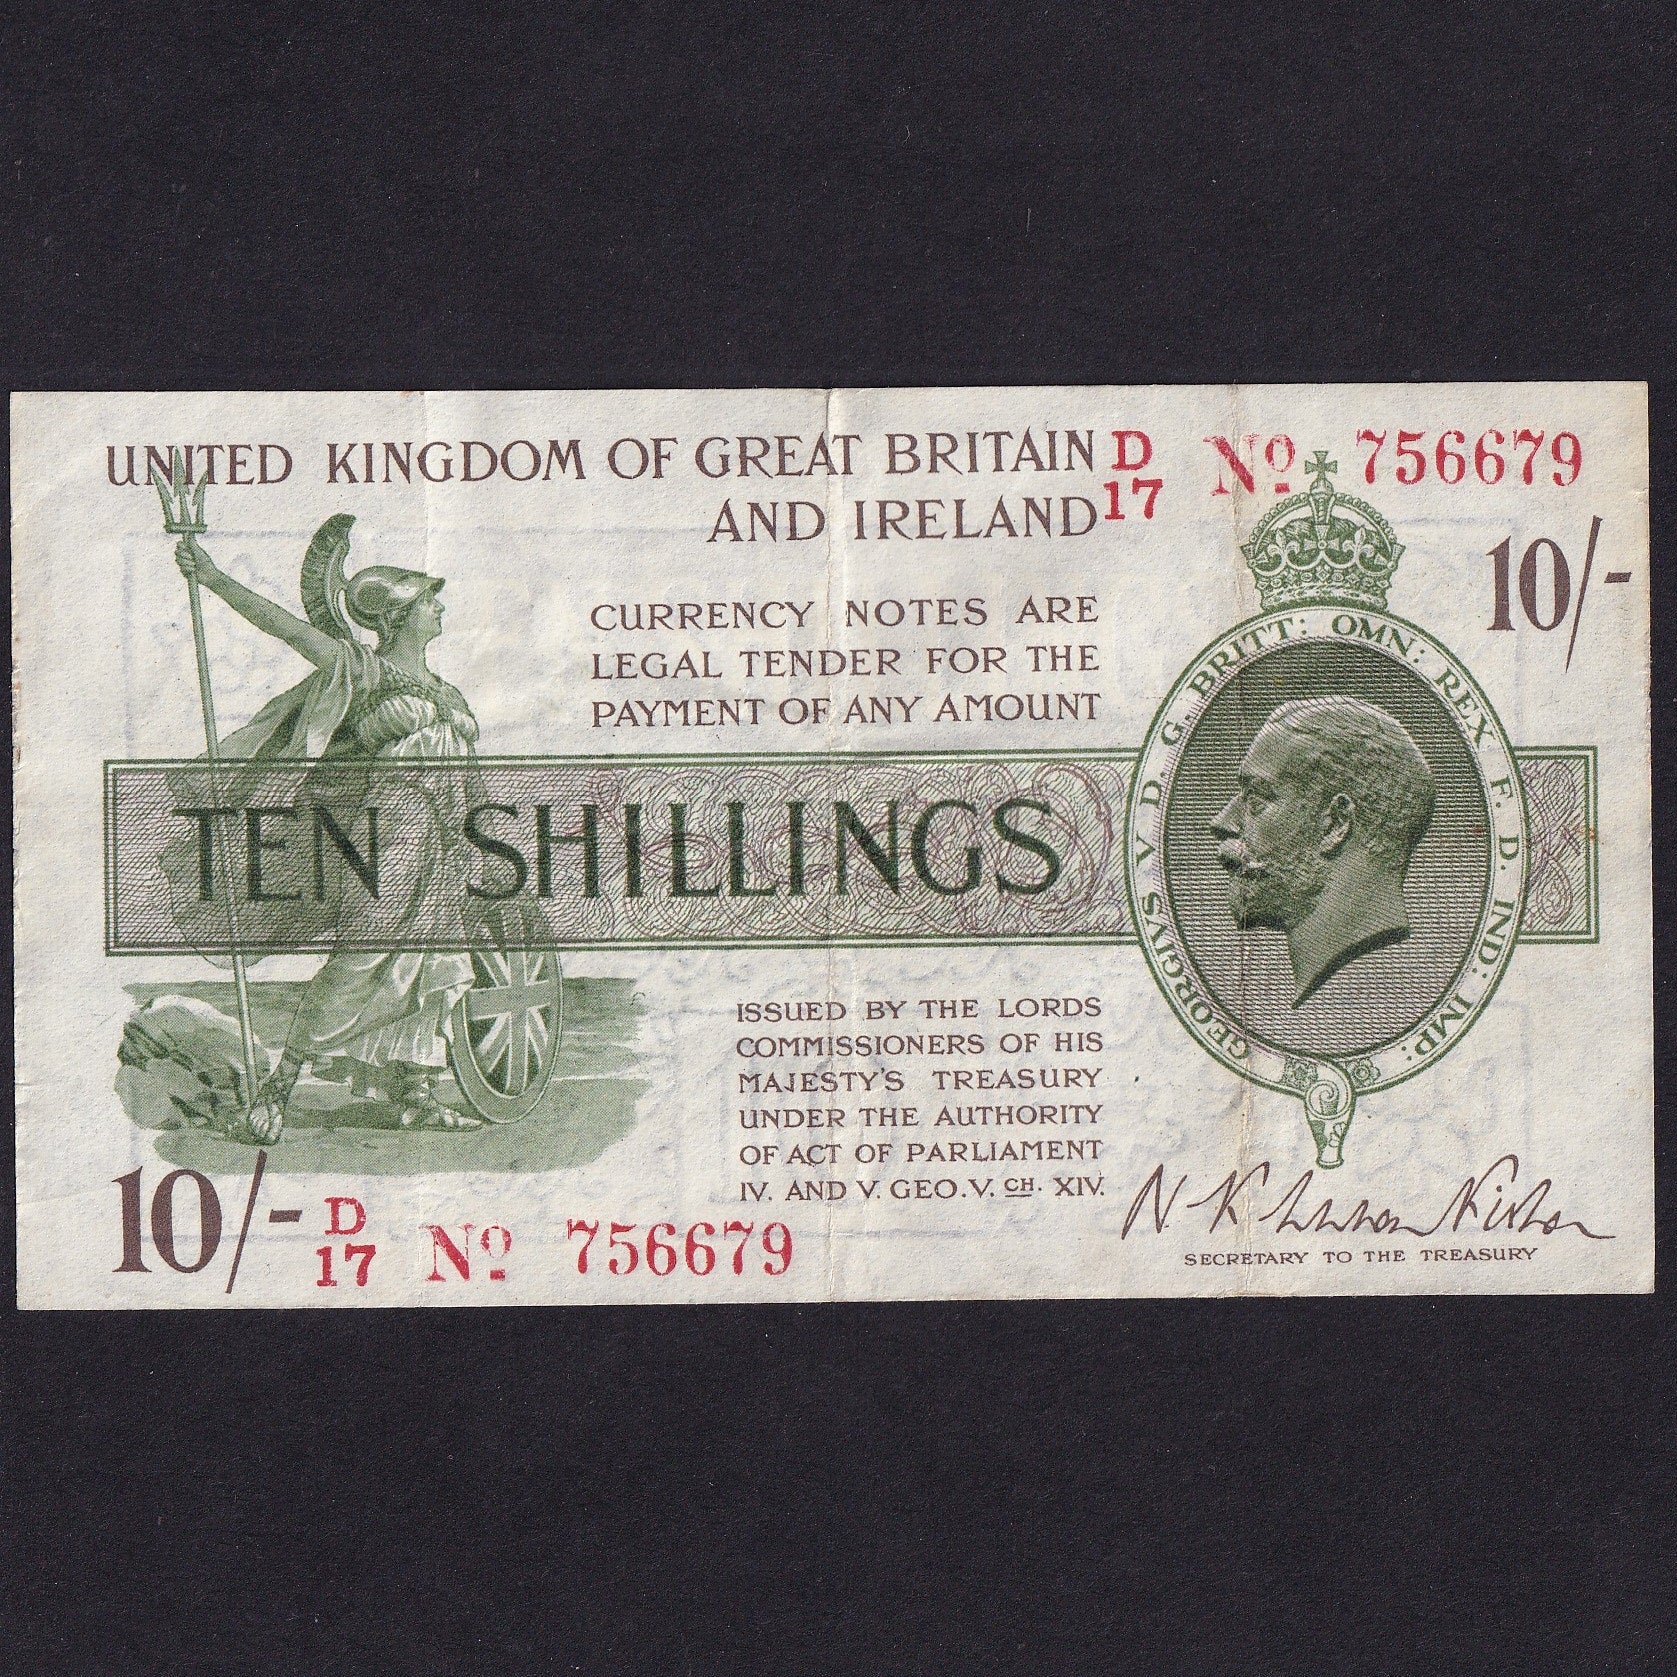 UNITED KINGDOM OF GREAT BRITAIN
AND IRELAND
D
17
No 756679
10/-
CURRENCY NOTES ARE
LEGAL TENDER FOR THE
PAYMENT OF ANY AMOUNT
TEN SHILLINGS
GEORGIVS V D. G. BRITT: OMN: REX F. D. IND: IMP:
ISSUED BY THE LORDS
COMMISSIONERS OF HIS
MAJESTY'S TREASURY
UNDER THE AUTHORITY
OF ACT OF PARLIAMENT
IV. AND V. GEO. V. CH. XIV.
10/-
D
17
No 756679
SECRETARY TO THE TREASURY